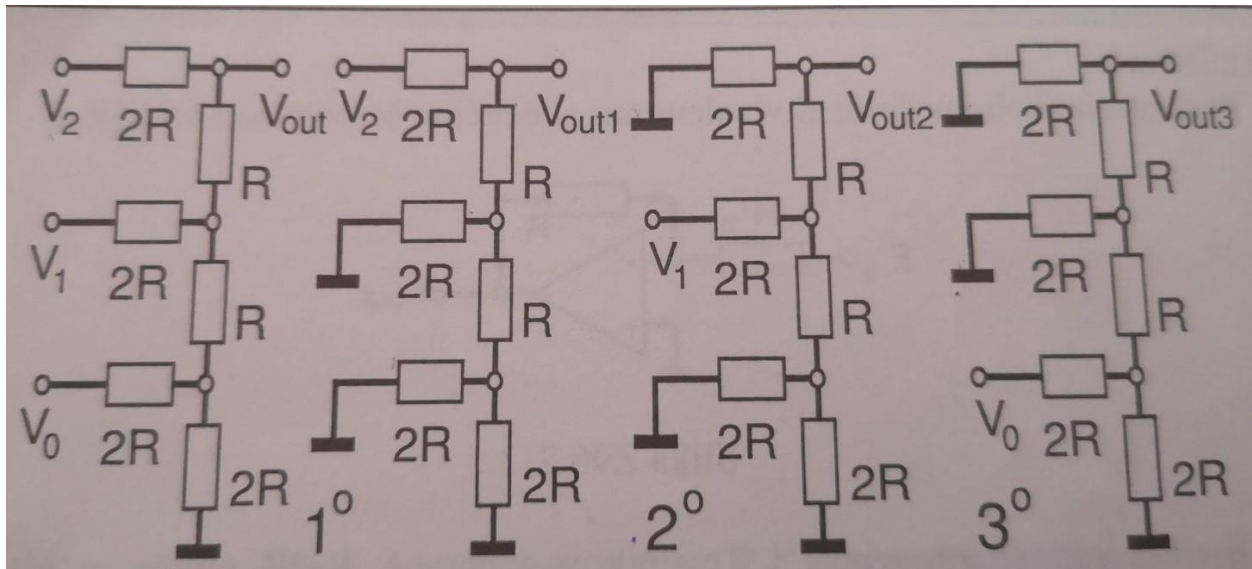 V2 2R Vout V2 2R Vout1 2R Vout2 2R Vout3
R R R R
V1 2R 2R V1 2R 2R
R R R R
V0 2R 2R 2R V0 2R
2R 1° 2R 2° 2R 3° 2R